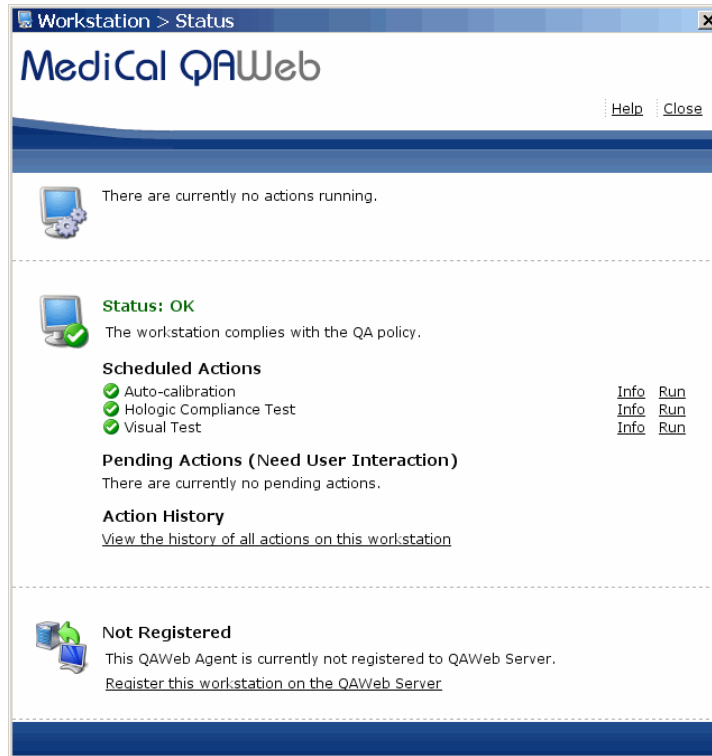 Workstation > Status
MediCal QAWeb
Help Close
There are currently no actions running.
Status: OK
The workstation complies with the QA policy.
Scheduled Actions
Auto-calibration Info Run
Hologic Compliance Test Info Run
Visual Test Info Run
Pending Actions (Need User Interaction)
There are currently no pending actions.
Action History
View the history of all actions on this workstation
Not Registered
This QAWeb Agent is currently not registered to QAWeb Server.
Register this workstation on the QAWeb Server